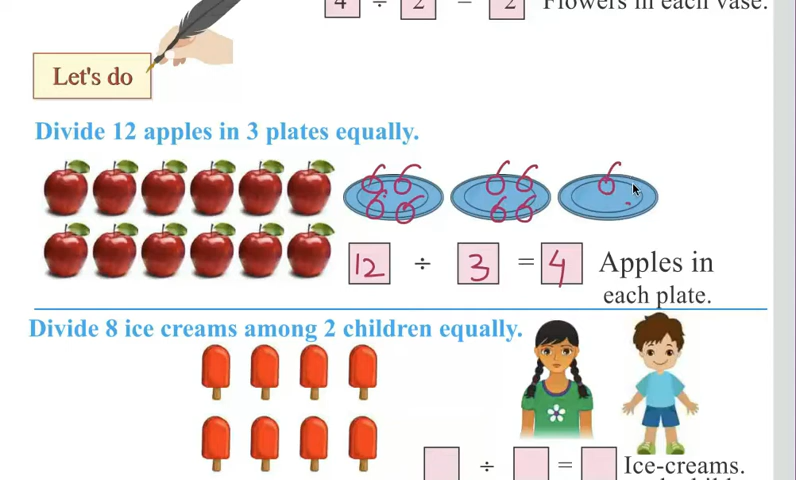 4 ÷ 2 = 2 Flowers in each vase.
Let's do
Divide 12 apples in 3 plates equally.
12 ÷ 3 = 4 Apples in
each plate.
Divide 8 ice creams among 2 children equally.
÷ = Ice-creams.